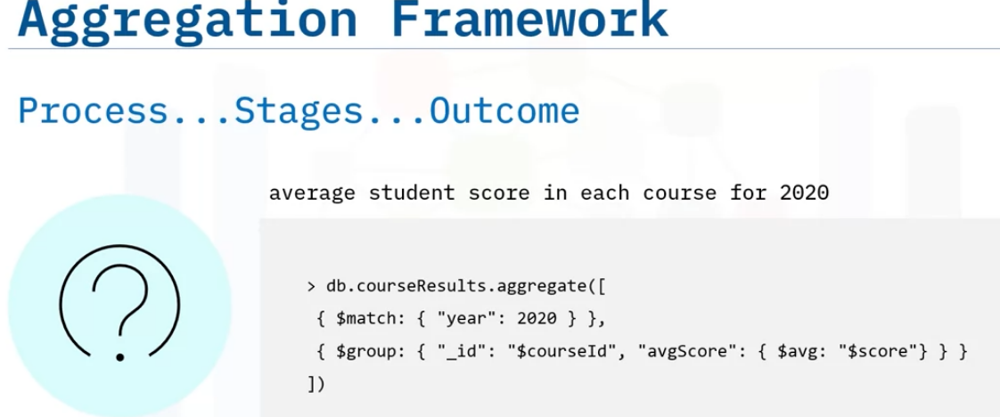 Aggregation Framework
Process...Stages...Outcome
average student score in each course for 2020
> db.courseResults.aggregate([
{ $match: { "year": 2020 } },
{ $group: { "_id": "$courseId", "avgScore": { $avg: "$score"} } }
])